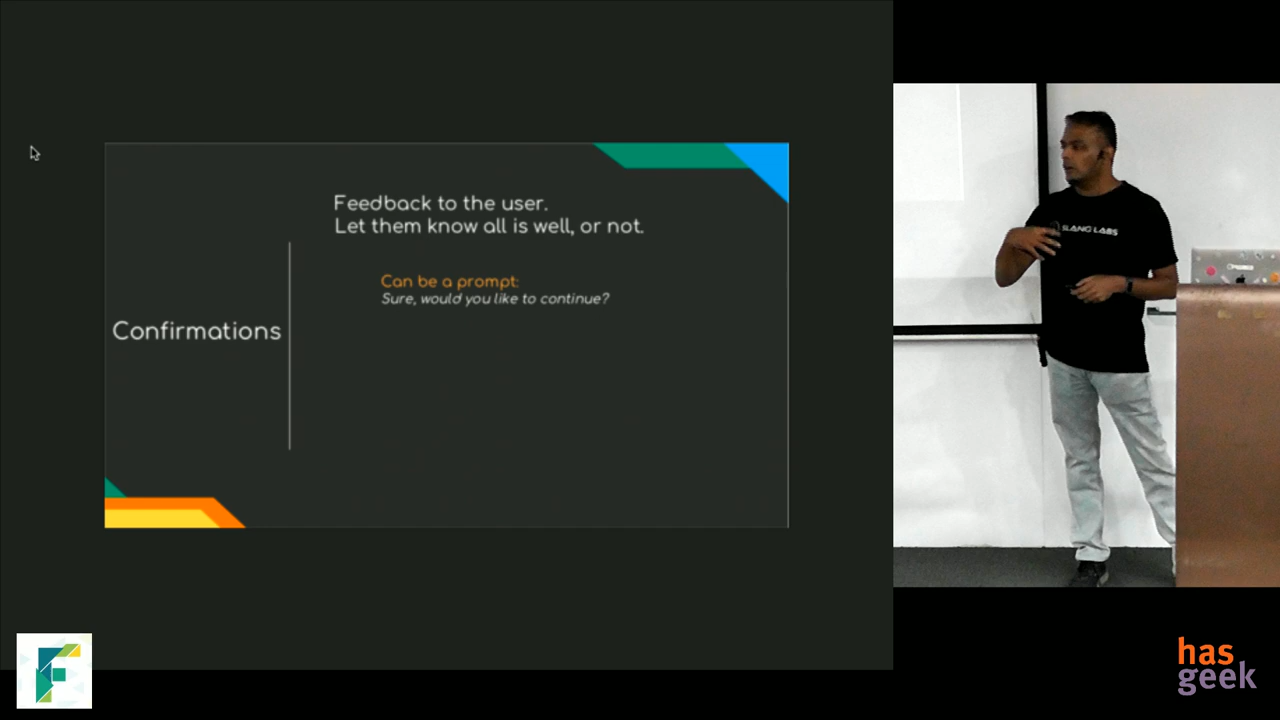 Feedback to the user.
Let them know all is well, or not.
Can be a prompt:
Sure, would you like to continue?
Confirmations
SLANG LABS
has
geek